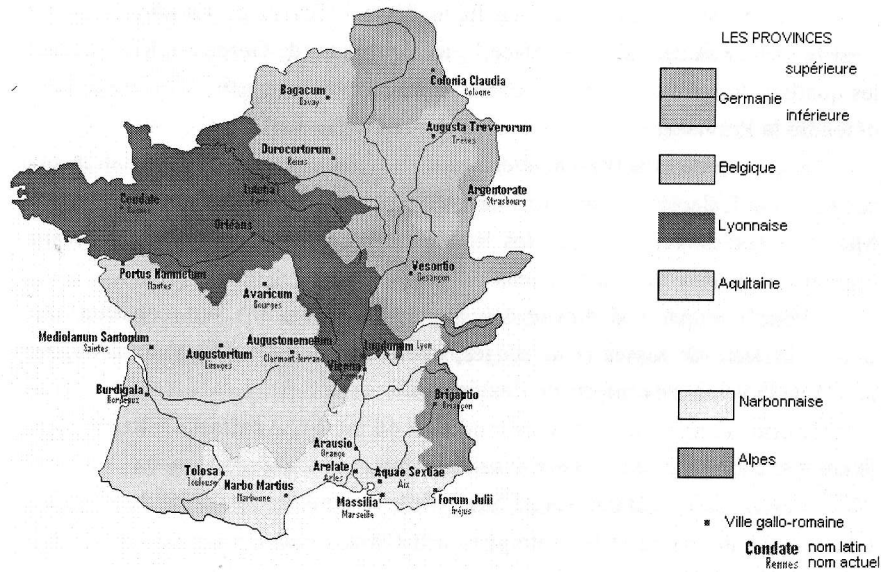 LES PROVINCES
supérieure
Germanie
inférieure
Belgique
Lyonnaise
Aquitaine
Narbonnaise
Alpes
Ville gallo-romaine
Condate nom latin
Rennes nom actuel
Colonia Claudia
Cologne
Bagacum
Bavay
Augusta Treverorum
Treves
Durocortorum
Reims
Lutetia
Paris
Condate
Rennes
Argentorate
Strasbourg
Orléans
Vesontio
Besançon
Portus Namnetum
Nantes
Avaricum
Bourges
Mediolanum Santonum
Saintes
Augustoritum
Limoges
Augustonemetum
Clermont-Ferrand
Lugdunum Lyon
Vienna
Burdigala
Bordeaux
Brigantio
Briançon
Arausio
Orange
Tolosa
Toulouse
Arelate
Arles
Aquae Sextiae
Aix
Narbo Martius
Narbonne
Massilia
Marseille
Forum Julii
Fréjus